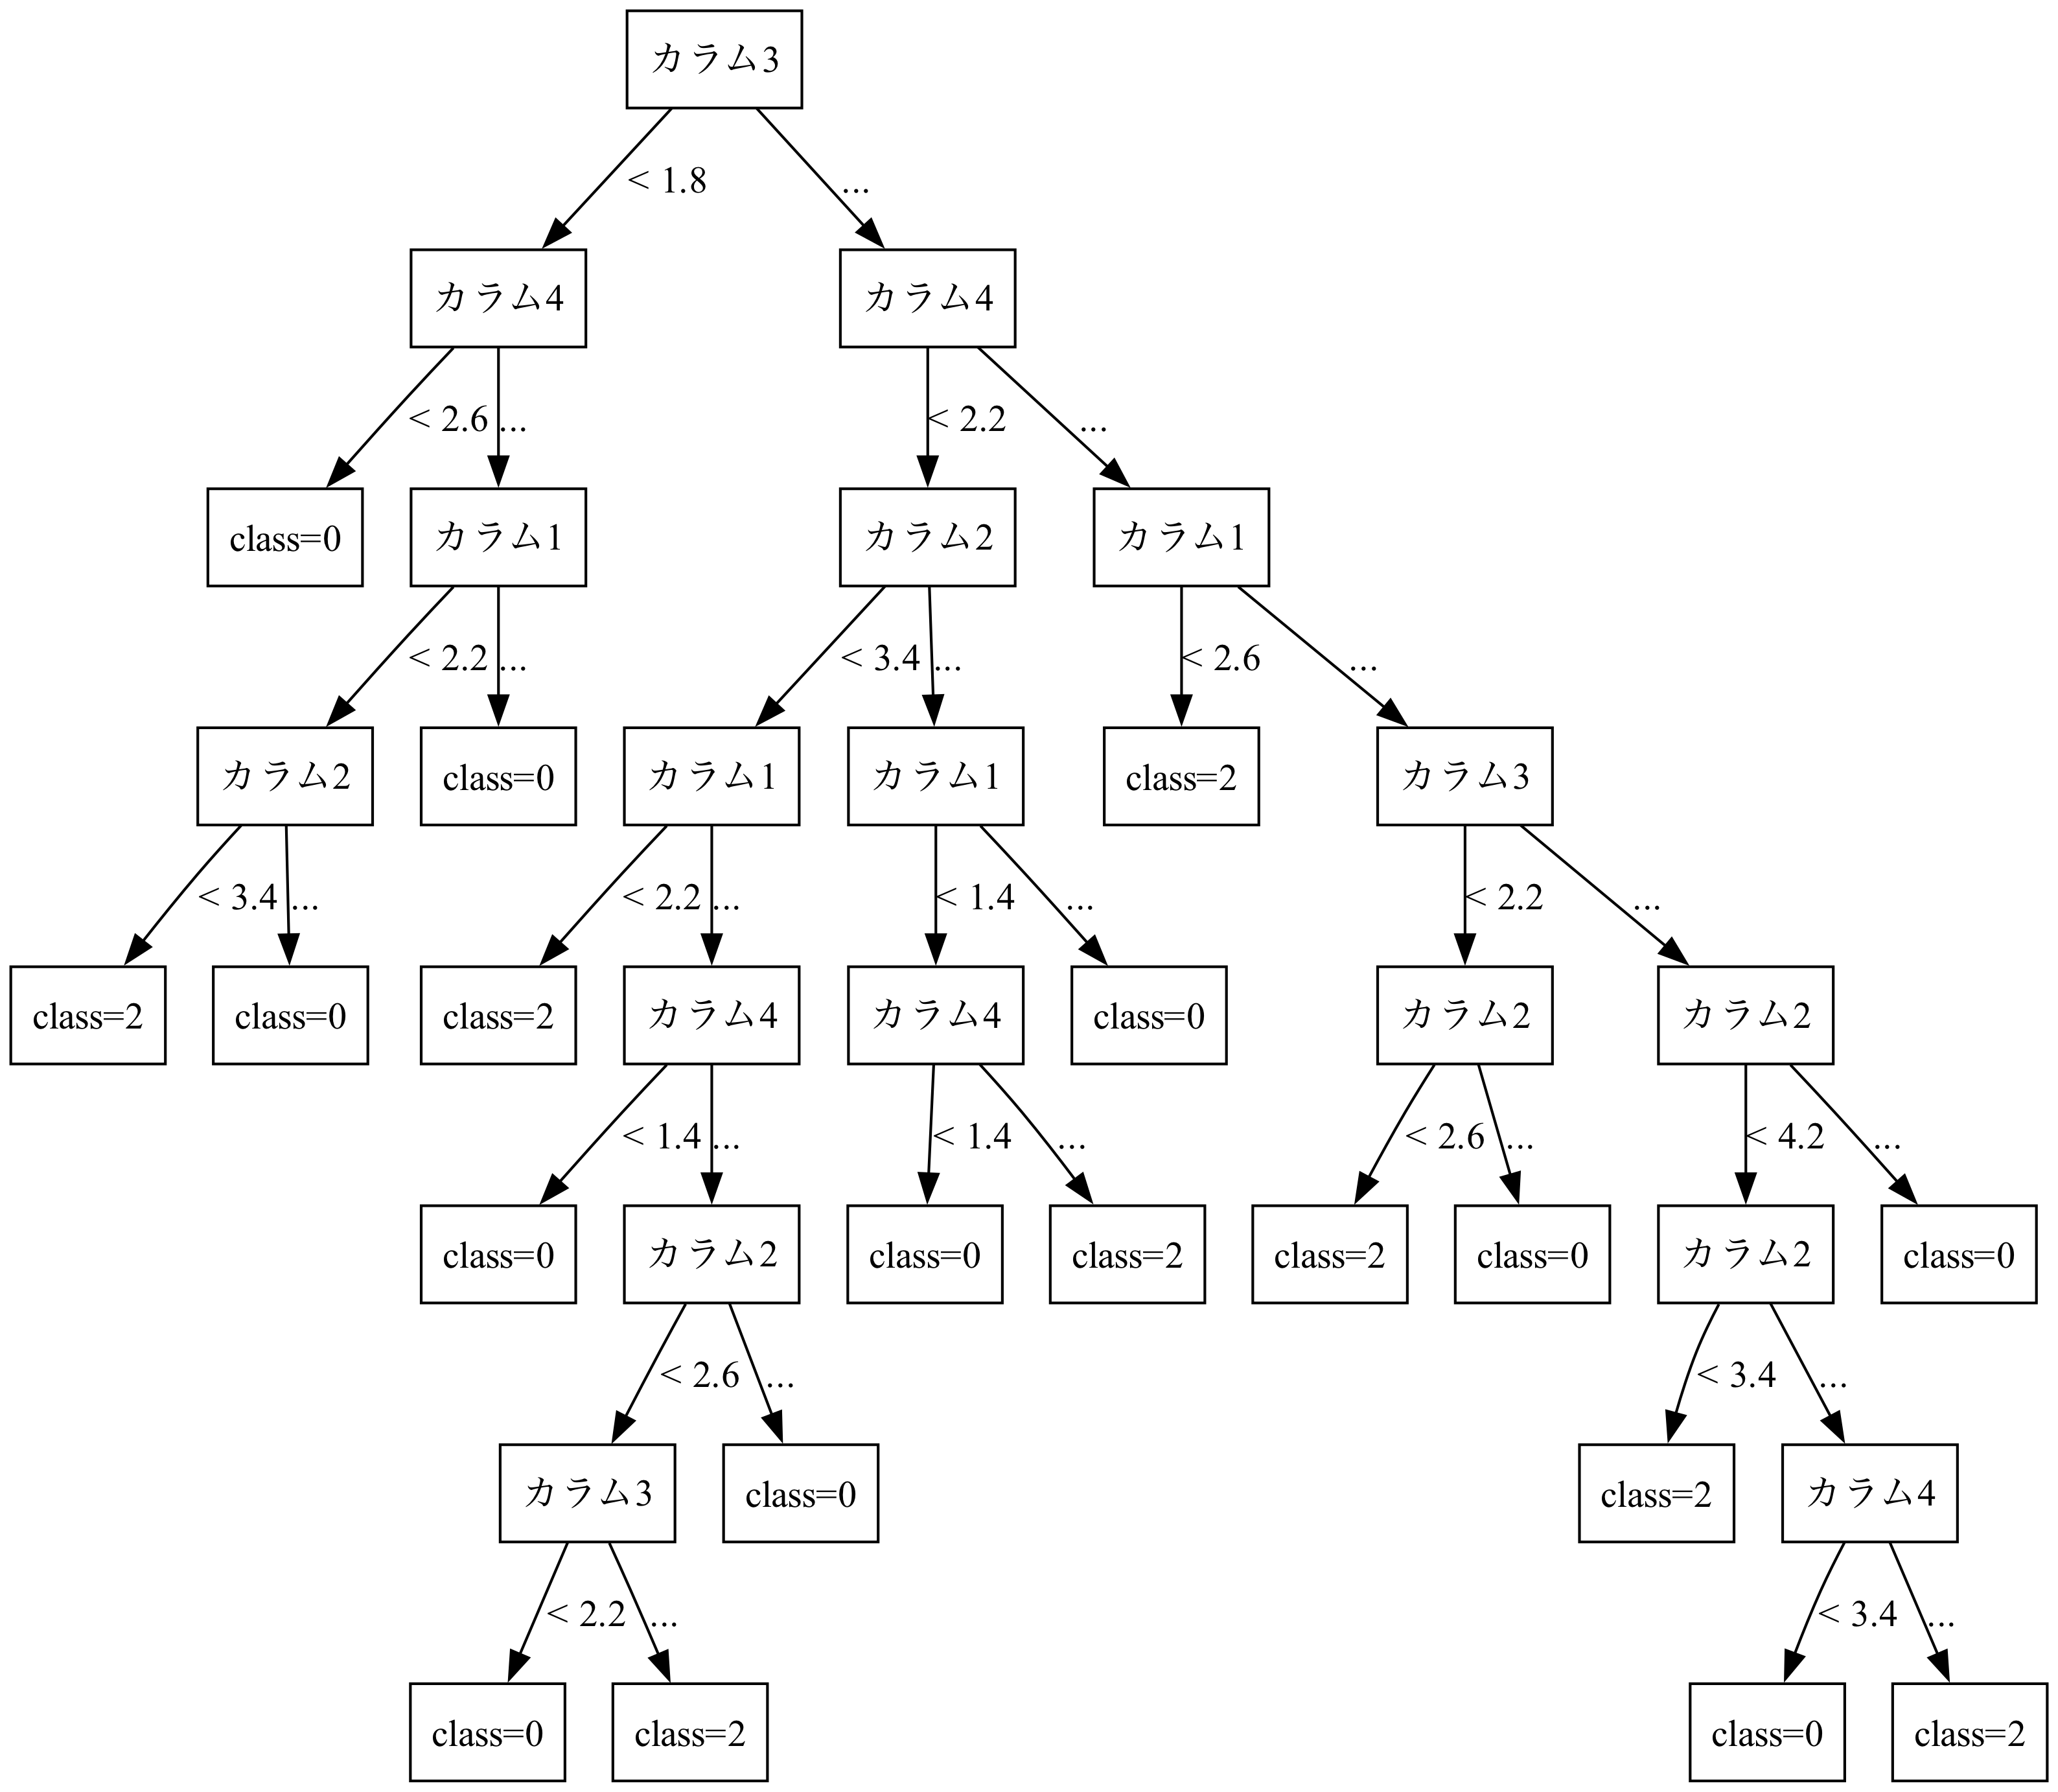 カラム3
< 1.8
...
カラム4
カラム4
< 2.6
...
< 2.2
...
class=0
カラム1
カラム2
カラム1
< 2.2
...
< 3.4
...
< 2.6
...
カラム2
class=0
カラム1
カラム1
class=2
カラム3
< 3.4
...
< 2.2
...
< 1.4
...
< 2.2
...
class=2
class=0
class=2
カラム4
カラム4
class=0
カラム2
カラム2
< 1.4
...
< 1.4
...
< 2.6
...
< 4.2
...
class=0
カラム2
class=0
class=2
class=2
class=0
カラム2
class=0
< 2.6
...
< 3.4
...
カラム3
class=0
class=2
カラム4
< 2.2
...
< 3.4
...
class=0
class=2
class=0
class=2